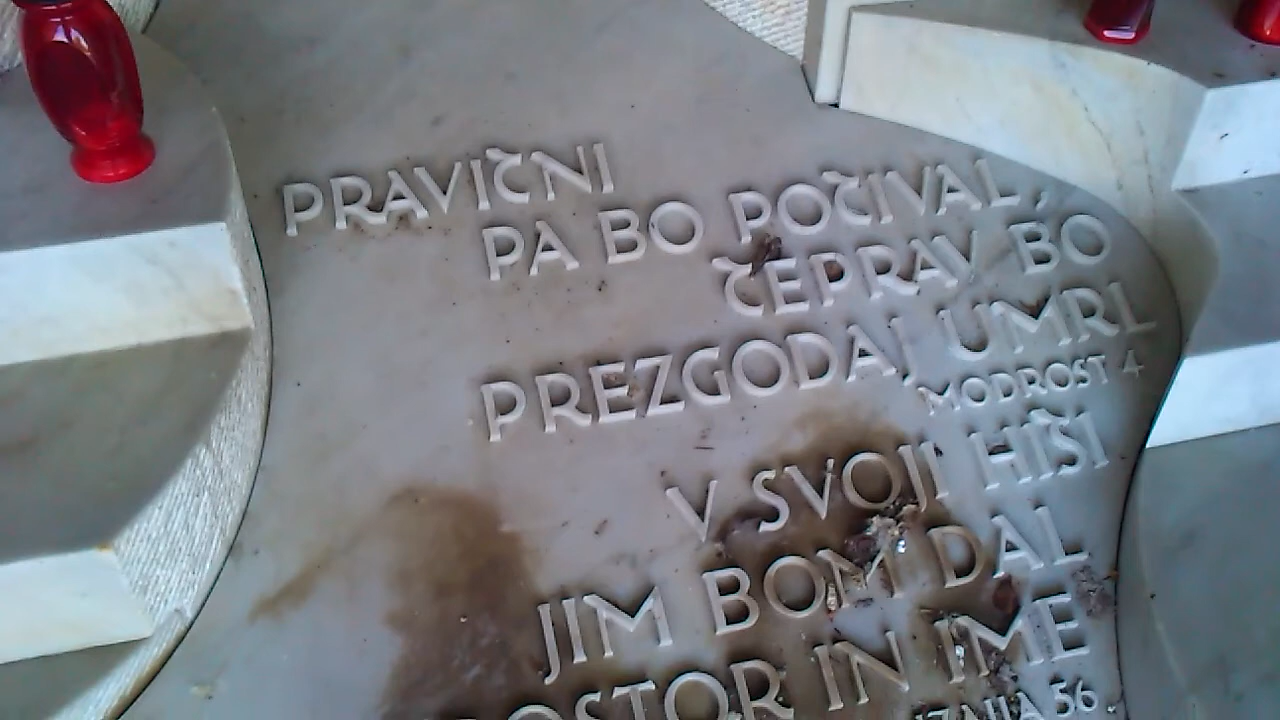 PRAVIČNI
PA BO POČIVAL,
ČEPRAV BO
PREZGODAJ UMRL
MODROST 4
V SVOJI HIŠI
JIM BOM DAL
PROSTOR IN IME
IZAIJA 56